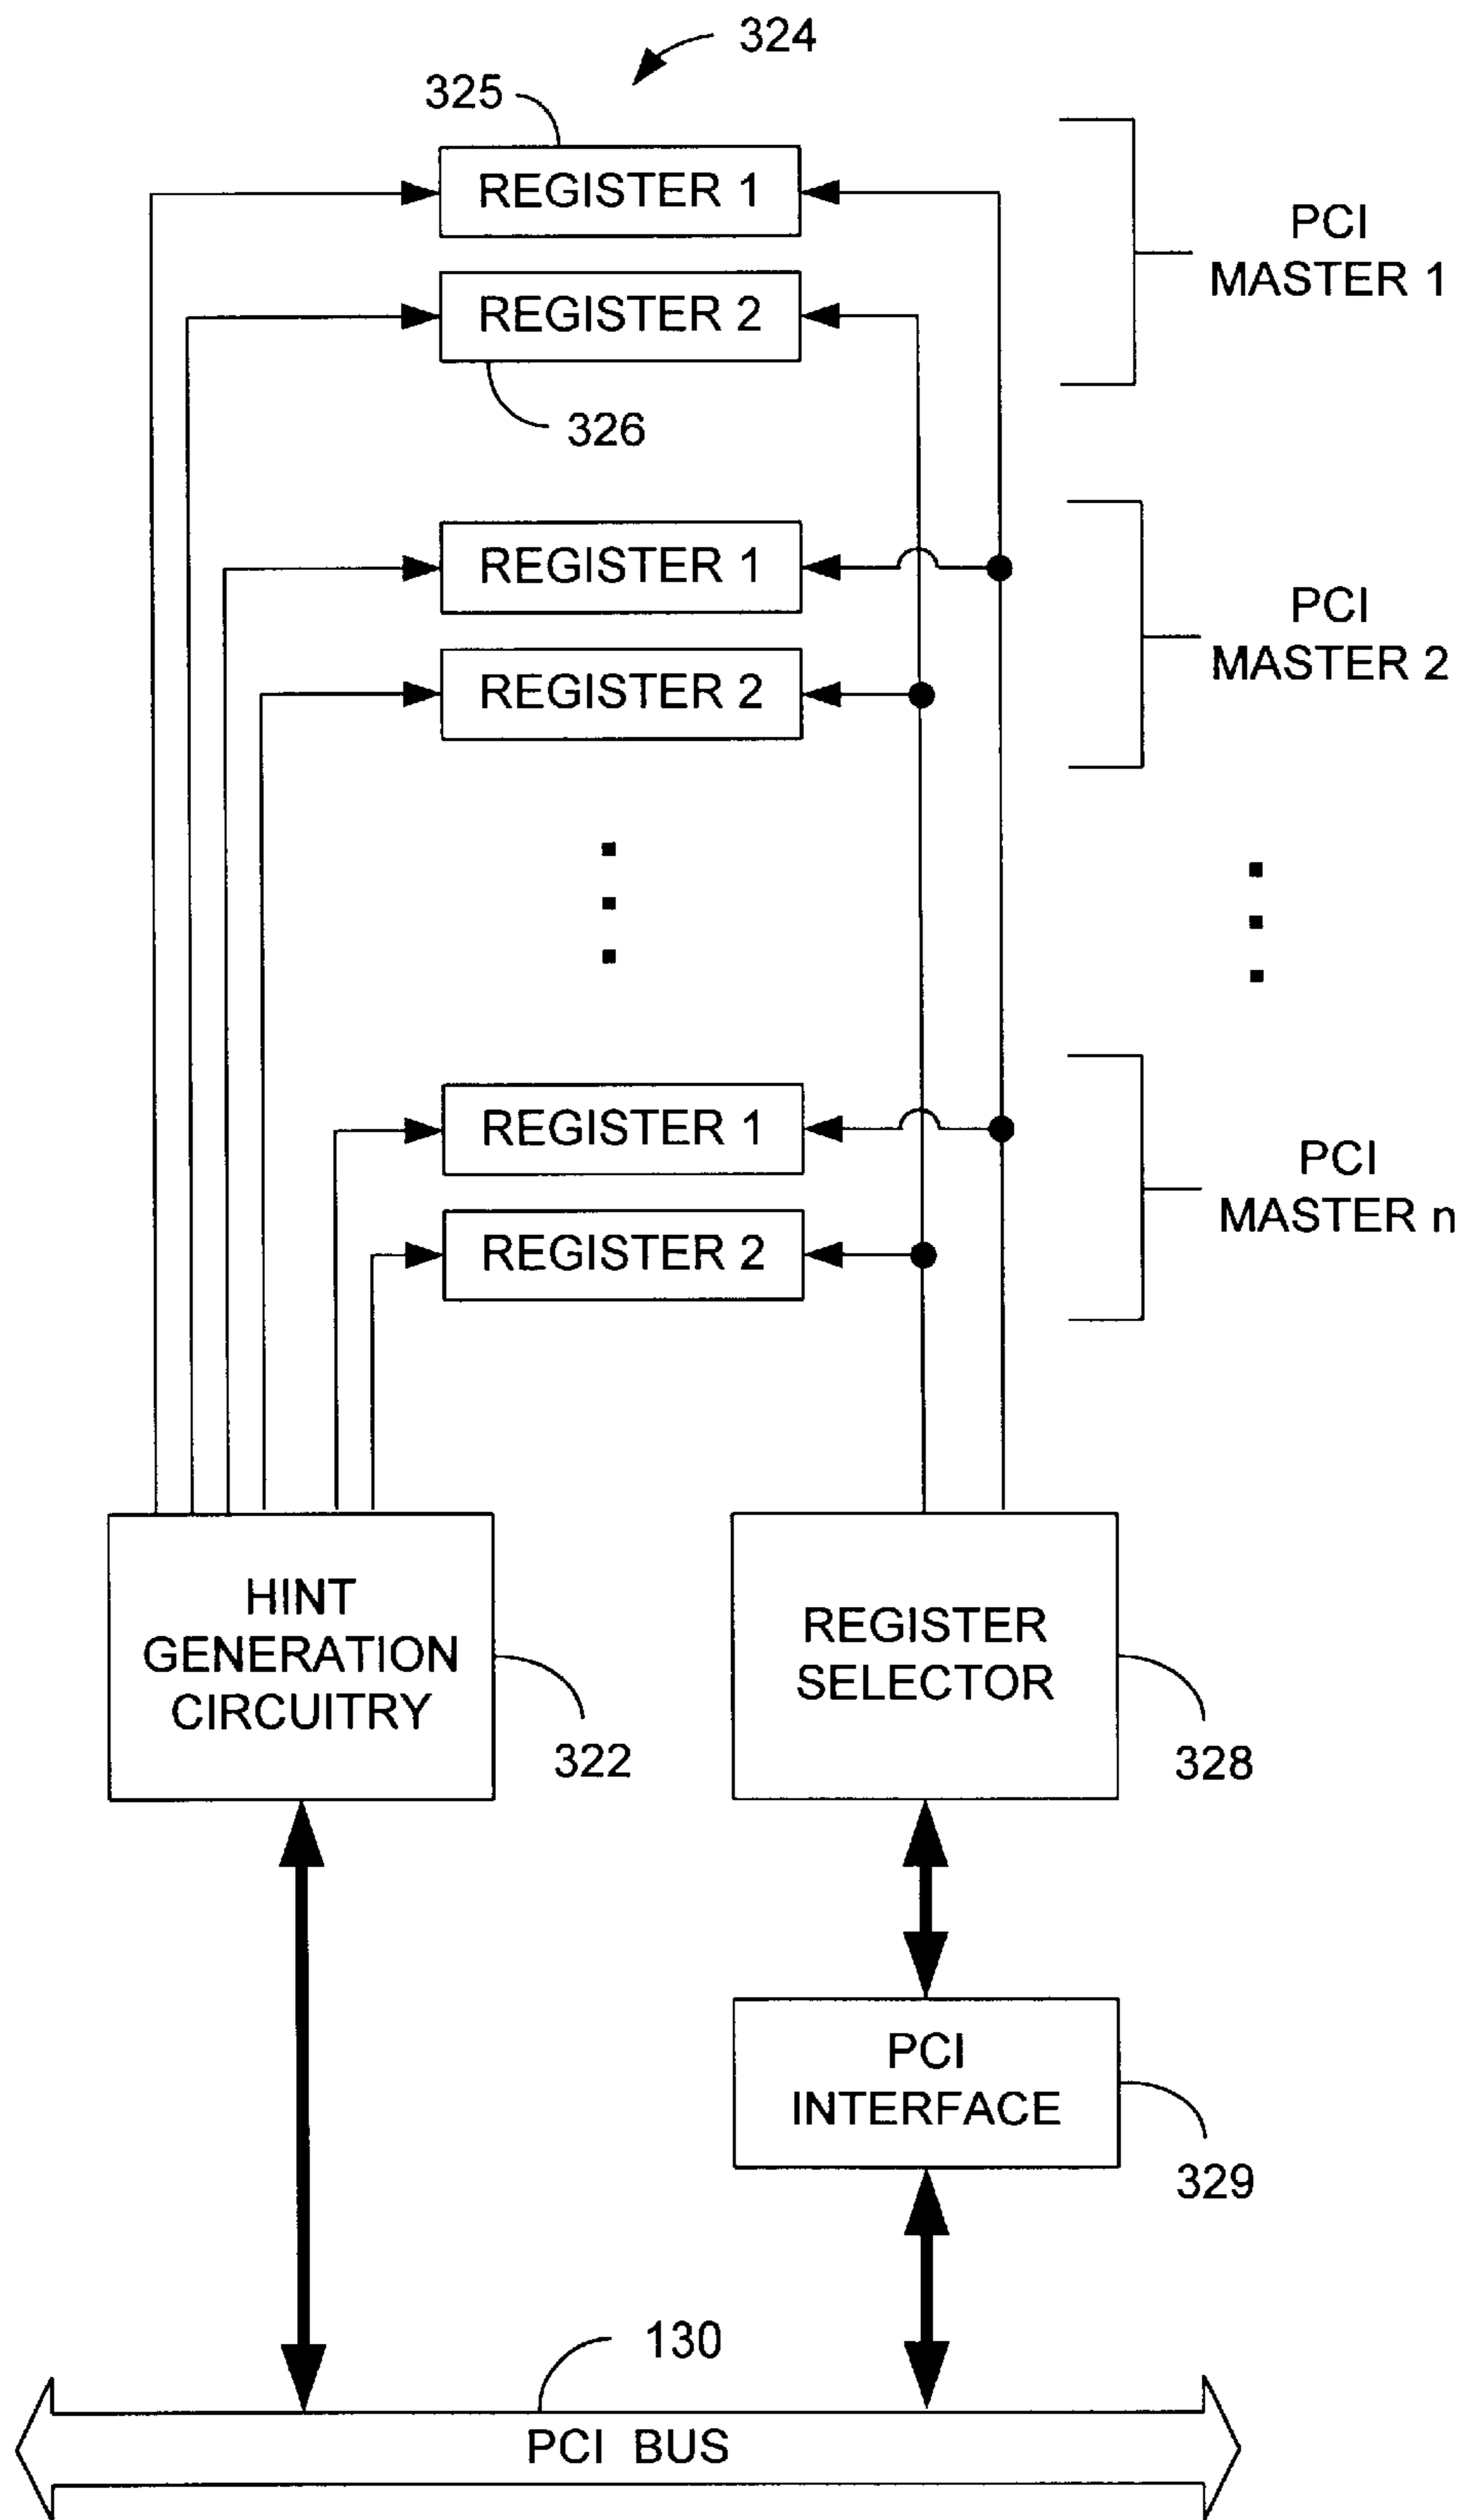 324
325
REGISTER 1
PCI
MASTER 1
REGISTER 2
326
REGISTER 1
PCI
MASTER 2
REGISTER 2
REGISTER 1
PCI
MASTER n
REGISTER 2
HINT
GENERATION
CIRCUITRY
322
REGISTER
SELECTOR
328
PCI
INTERFACE
329
130
PCI BUS